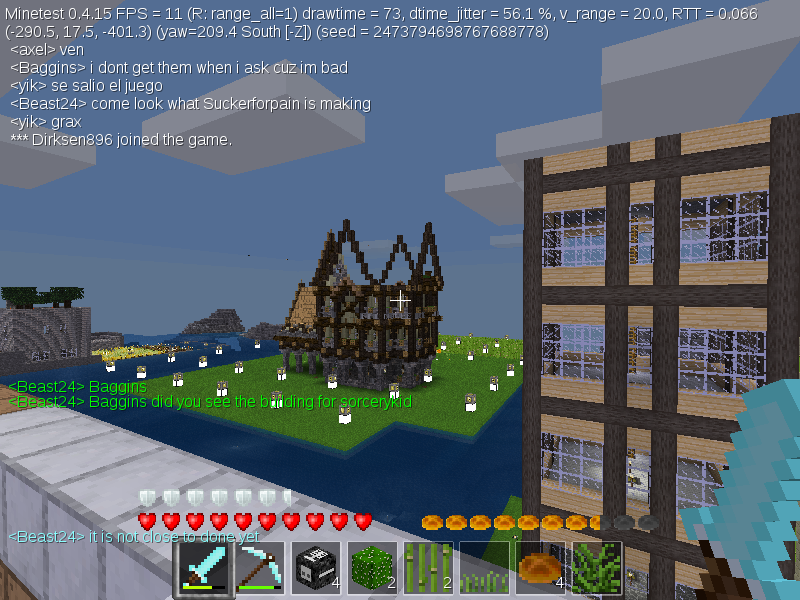 Minetest 0.4.15 FPS = 11 (R: range_all=1) drawtime = 73, dtime_jitter = 56.1 %, v_range = 20.0, RTT = 0.066
(-290.5, 17.5, -401.3) (yaw=209.4 South [-Z]) (seed = 2473794698767688778)
<axel> ven
<Baggins> i dont get them when i ask cuz im bad
<yik> se salio el juego
<Beast24> come look what Suckerforpain is making
<yik> grax
*** Dirksen896 joined the game.
<Beast24> Baggins
<Beast24> Baggins did you see the building for sorcerykid
<Beast24> it is not close to done yet
4
2
2
4